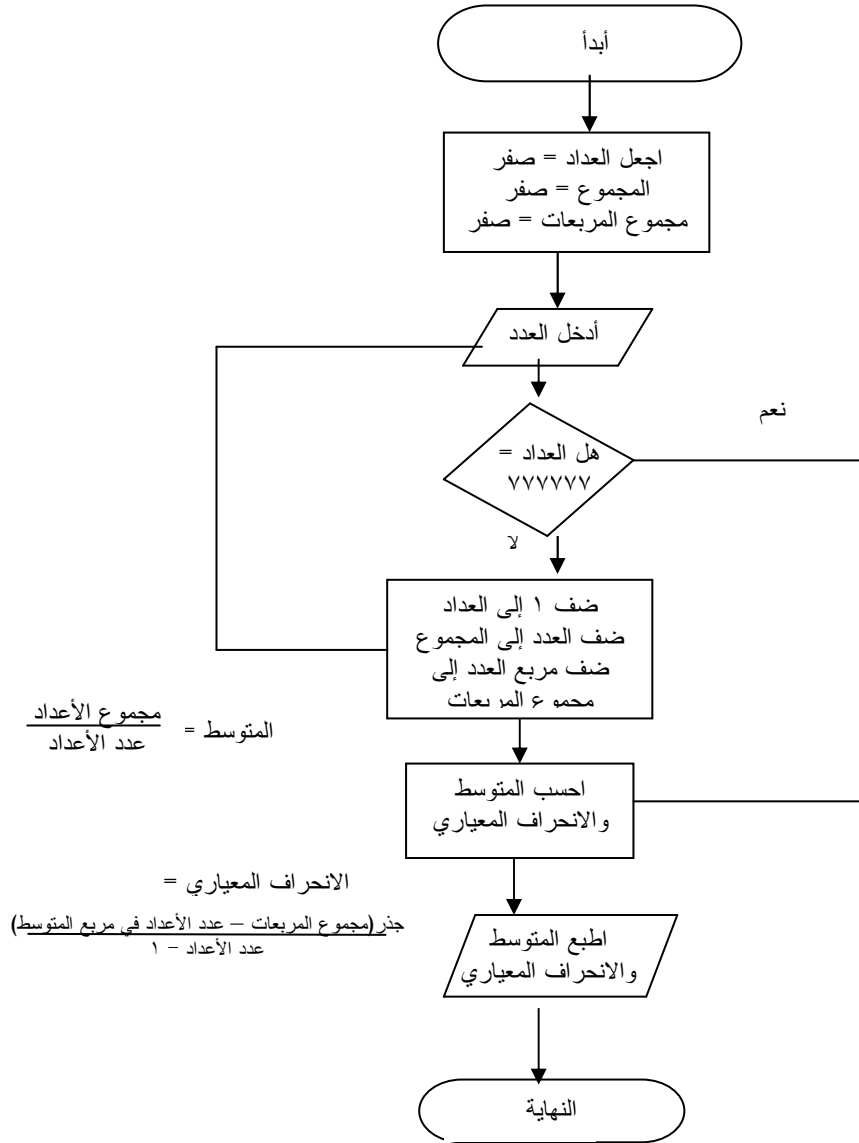 أبدأ
اجعل العداد = صفر
المجموع = صفر
مجموع المربعات = صفر
أدخل العدد
نعم
هل العداد =
٧٧٧٧٧٧
لا
ضف ١ إلى العداد
ضف العدد إلى المجموع
ضف مربع العدد إلى
مجموع المربعات
المتوسط = مجموع الأعداد
عدد الأعداد
احسب المتوسط
والانحراف المعياري
الانحراف المعياري =
جذر(مجموع المربعات – عدد الأعداد في مربع المتوسط)
عدد الأعداد – ١
اطبع المتوسط
والانحراف المعياري
النهاية